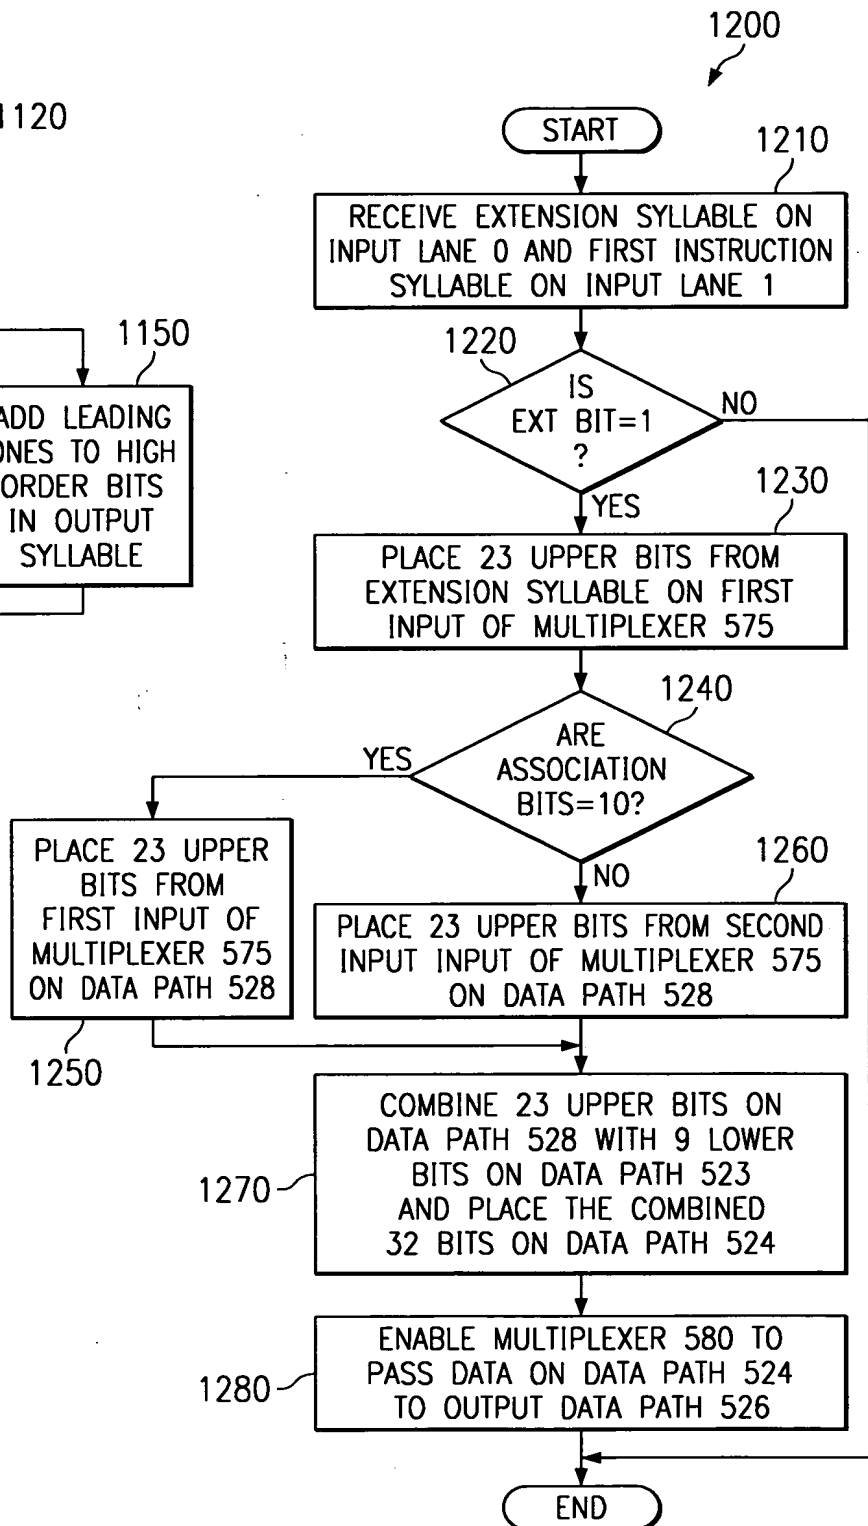 1200
1120
START
1210
RECEIVE EXTENSION SYLLABLE ON
INPUT LANE 0 AND FIRST INSTRUCTION
SYLLABLE ON INPUT LANE 1
1150
ADD LEADING
ONES TO HIGH
ORDER BITS
IN OUTPUT
SYLLABLE
1220
IS
EXT BIT=1
?
NO
YES
1230
PLACE 23 UPPER BITS FROM
EXTENSION SYLLABLE ON FIRST
INPUT OF MULTIPLEXER 575
1240
ARE
ASSOCIATION
BITS=10?
YES
NO
PLACE 23 UPPER
BITS FROM
FIRST INPUT OF
MULTIPLEXER 575
ON DATA PATH 528
1250
1260
PLACE 23 UPPER BITS FROM SECOND
INPUT INPUT OF MULTIPLEXER 575
ON DATA PATH 528
1270
COMBINE 23 UPPER BITS ON
DATA PATH 528 WITH 9 LOWER
BITS ON DATA PATH 523
AND PLACE THE COMBINED
32 BITS ON DATA PATH 524
1280
ENABLE MULTIPLEXER 580 TO
PASS DATA ON DATA PATH 524
TO OUTPUT DATA PATH 526
END